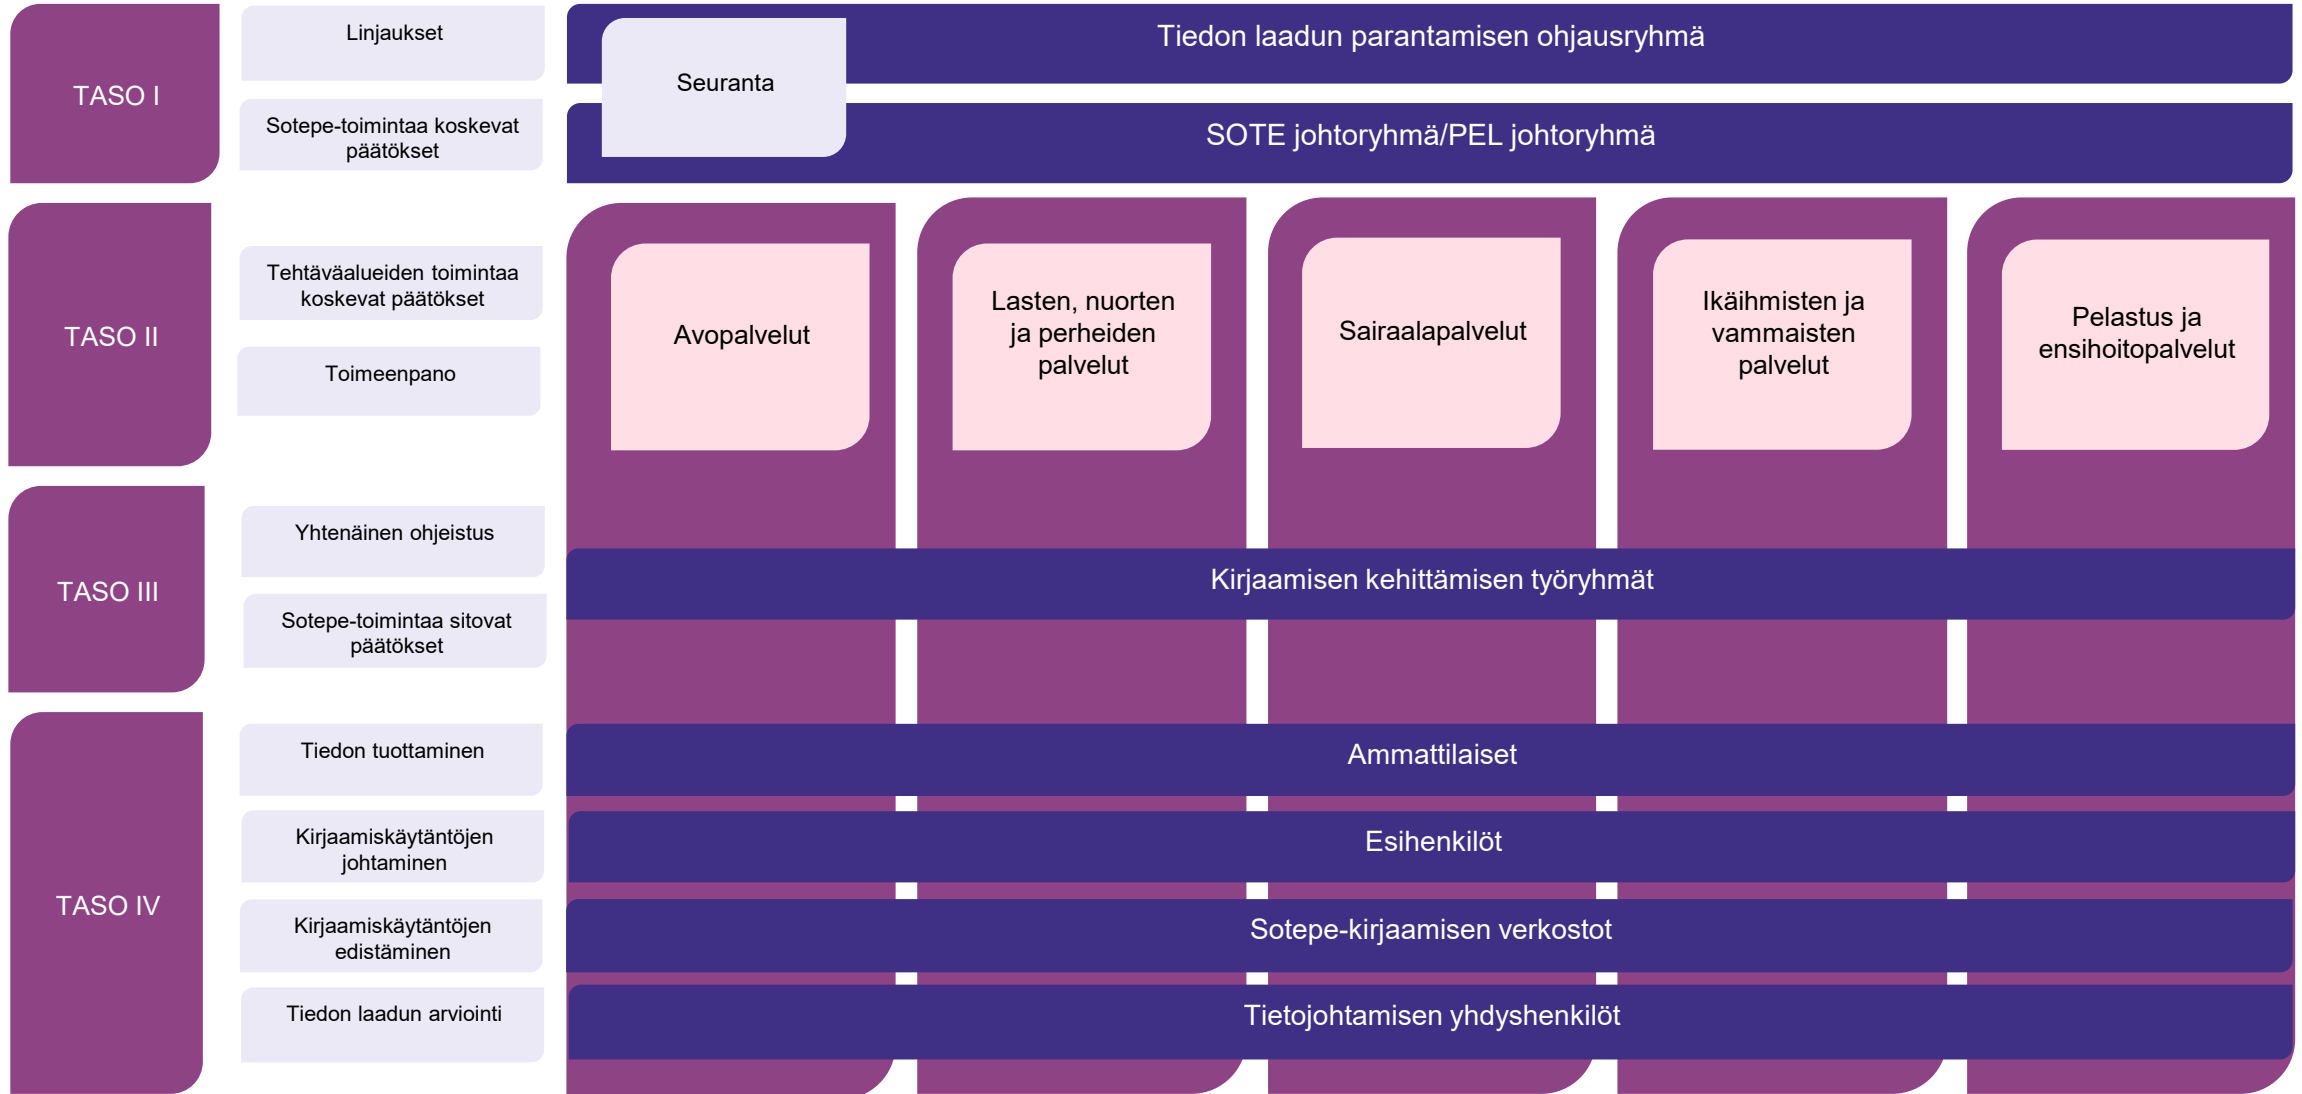 TASO I
Linjaukset
Sotepe-toimintaa koskevat
päätökset
Seuranta
Tiedon laadun parantamisen ohjausryhmä
SOTE johtoryhmä/PEL johtoryhmä
TASO II
Tehtäväalueiden toimintaa
koskevat päätökset
Toimeenpano
Avopalvelut
Lasten, nuorten
ja perheiden
palvelut
Sairaalapalvelut
Ikäihmisten ja
vammaisten
palvelut
Pelastus ja
ensihoitopalvelut
TASO III
Yhtenäinen ohjeistus
Sotepe-toimintaa sitovat
päätökset
Kirjaamisen kehittämisen työryhmät
TASO IV
Tiedon tuottaminen
Ammattilaiset
Kirjaamiskäytäntöjen
johtaminen
Esihenkilöt
Kirjaamiskäytäntöjen
edistäminen
Sotepe-kirjaamisen verkostot
Tiedon laadun arviointi
Tietojohtamisen yhdyshenkilöt